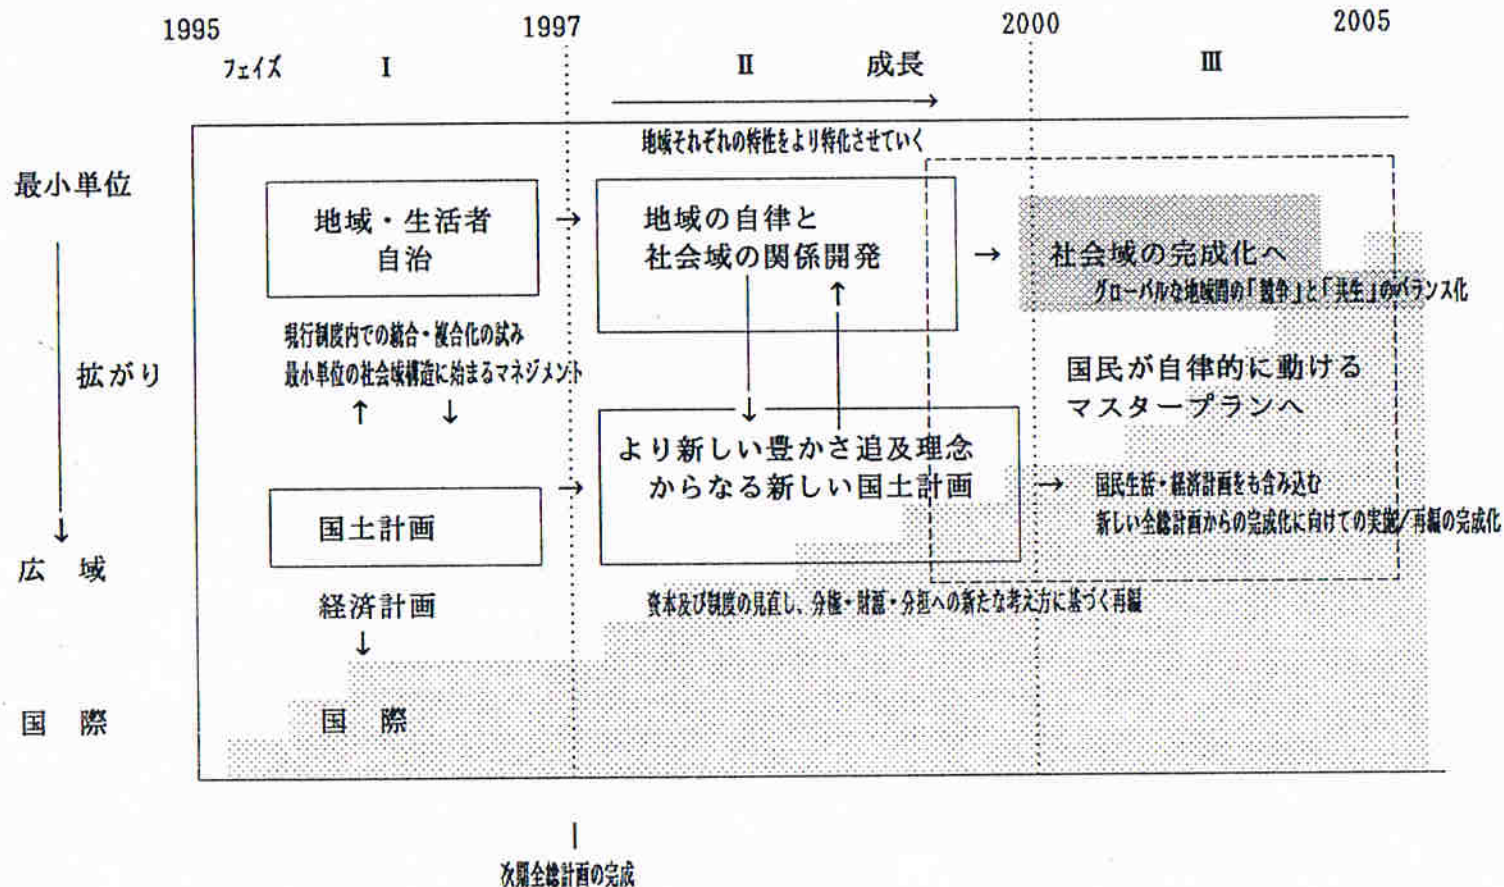 1995
1997
2000
2005
フェイズ
Ⅰ
Ⅱ
成長
Ⅲ
→
地域それぞれの特性をより特化させていく
最小単位
地域・生活者
自治
→
地域の自律と
社会域の関係開発
→
社会域の完成化へ
グローバルな地域間の「競争」と「共生」のバランス化
現行制度内での統合・複合化の試み
最小単位の社会域構造に始まるマネジメント
↑ ↓
拡がり
国民が自律的に動ける
マスタープランへ
より新しい豊かさ追及理念
からなる新しい国土計画
→
→
国民生活・経済計画をも含み込む
新しい全総計画からの完成化に向けての実施/再編の完成化
国土計画
広 域
経済計画
↓
資本及び制度の見直し、分権・財源・分担への新たな考え方に基づく再編
国 際
国 際
次期全総計画の完成